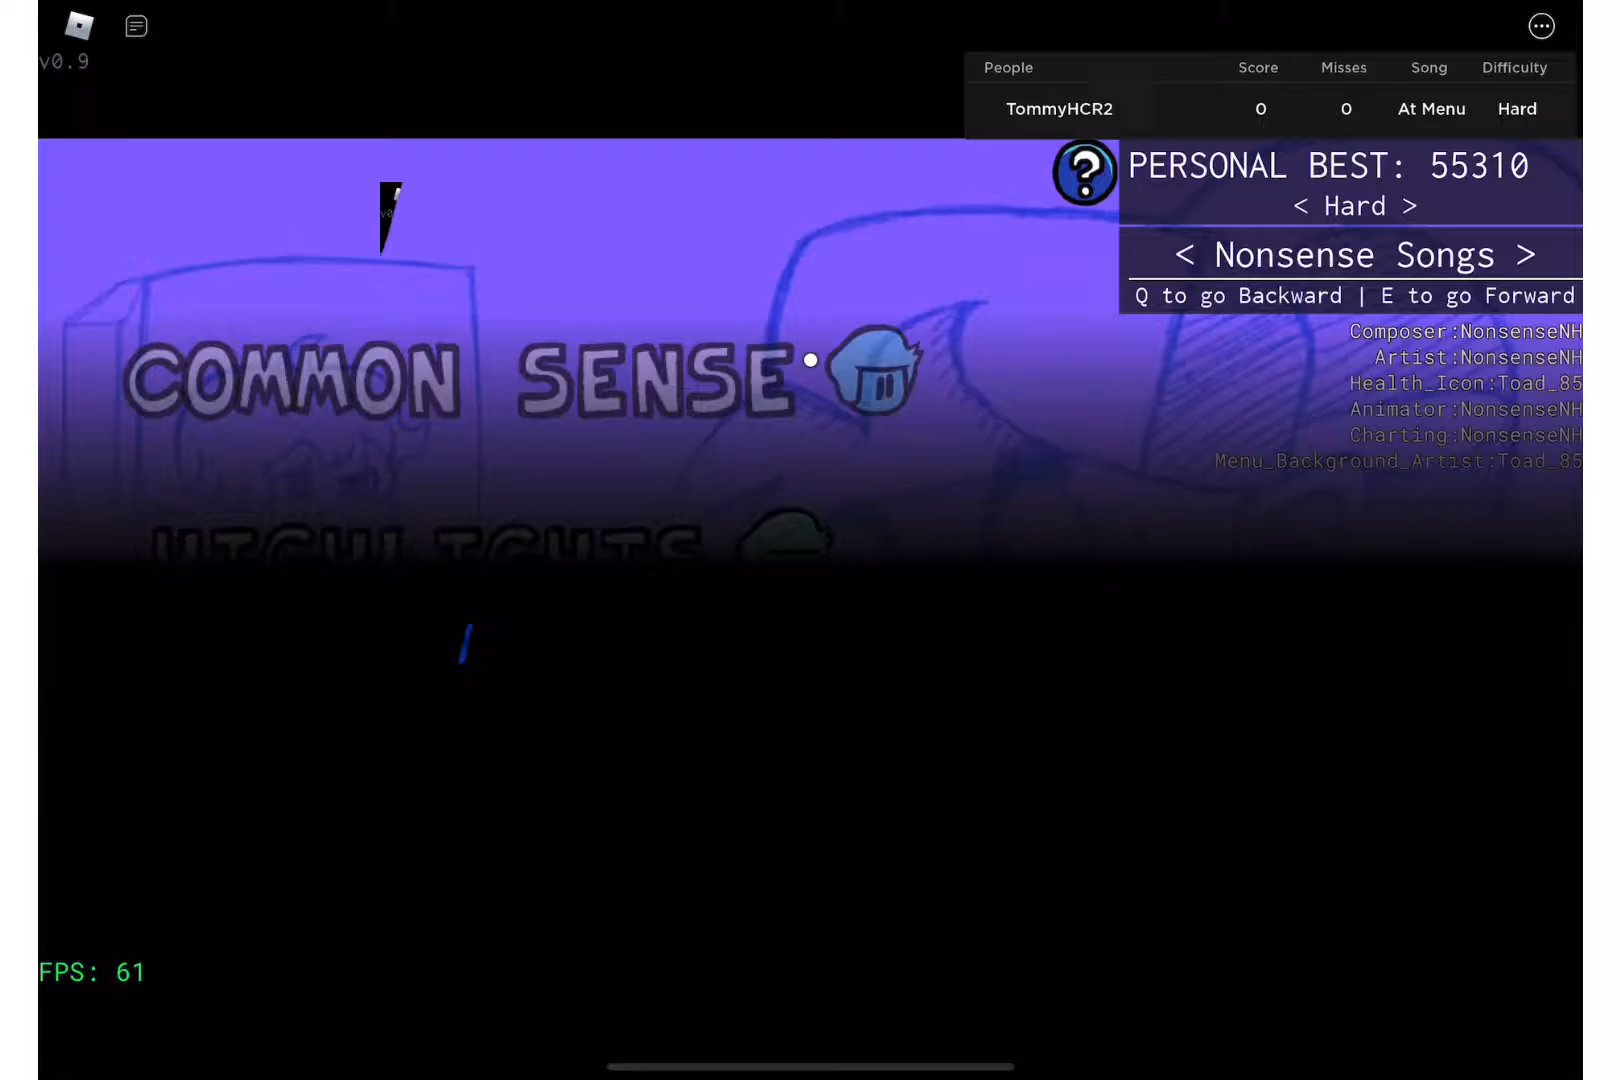 v0.9
People Score Misses Song Difficulty
TommyHCR2 0 0 At Menu Hard
PERSONAL BEST: 55310
< Hard >
< Nonsense Songs >
Q to go Backward | E to go Forward
Composer:NonsenseNH
Artist:NonsenseNH
Health_Icon:Toad_85
Animator:NonsenseNH
Charting:NonsenseNH
Menu_Background_Artist:Toad_85
COMMON SENSE
HIGHLIGHTS
FPS: 61